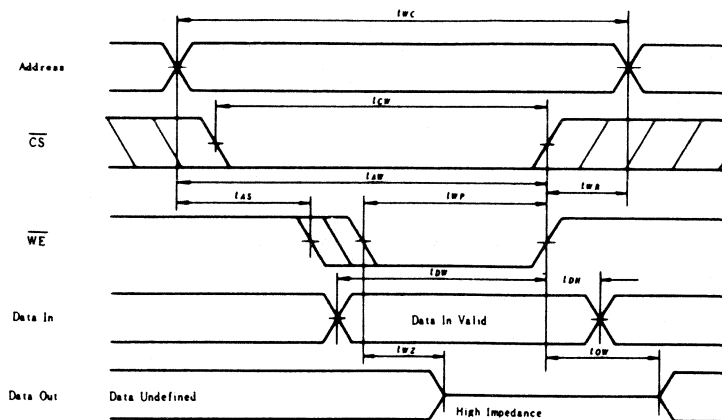 tWC
Address
tCW
CS
tAW
tWR
tAS
tWP
WE
tDW
tDH
Data In
Data In Valid
tWZ
tOW
Data Out
Data Undefined
High Impedance